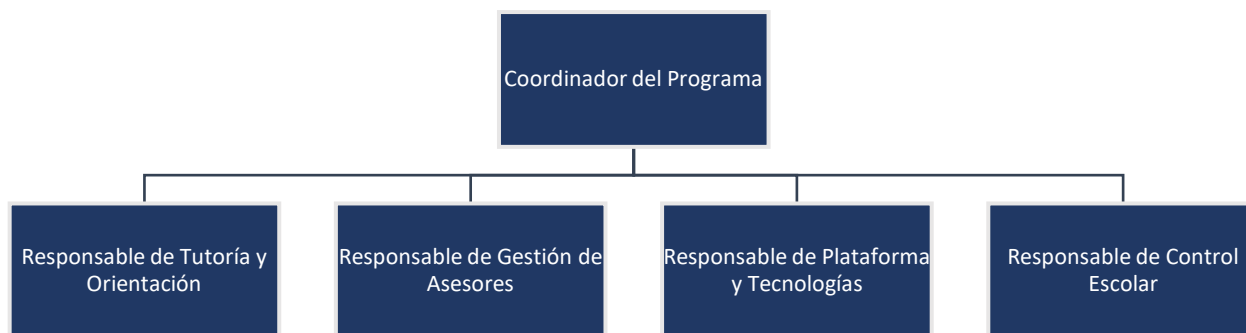 Coordinador del Programa
Responsable de Tutoría y
Orientación
Responsable de Gestión de
Asesores
Responsable de Plataforma
y Tecnologías
Responsable de Control
Escolar